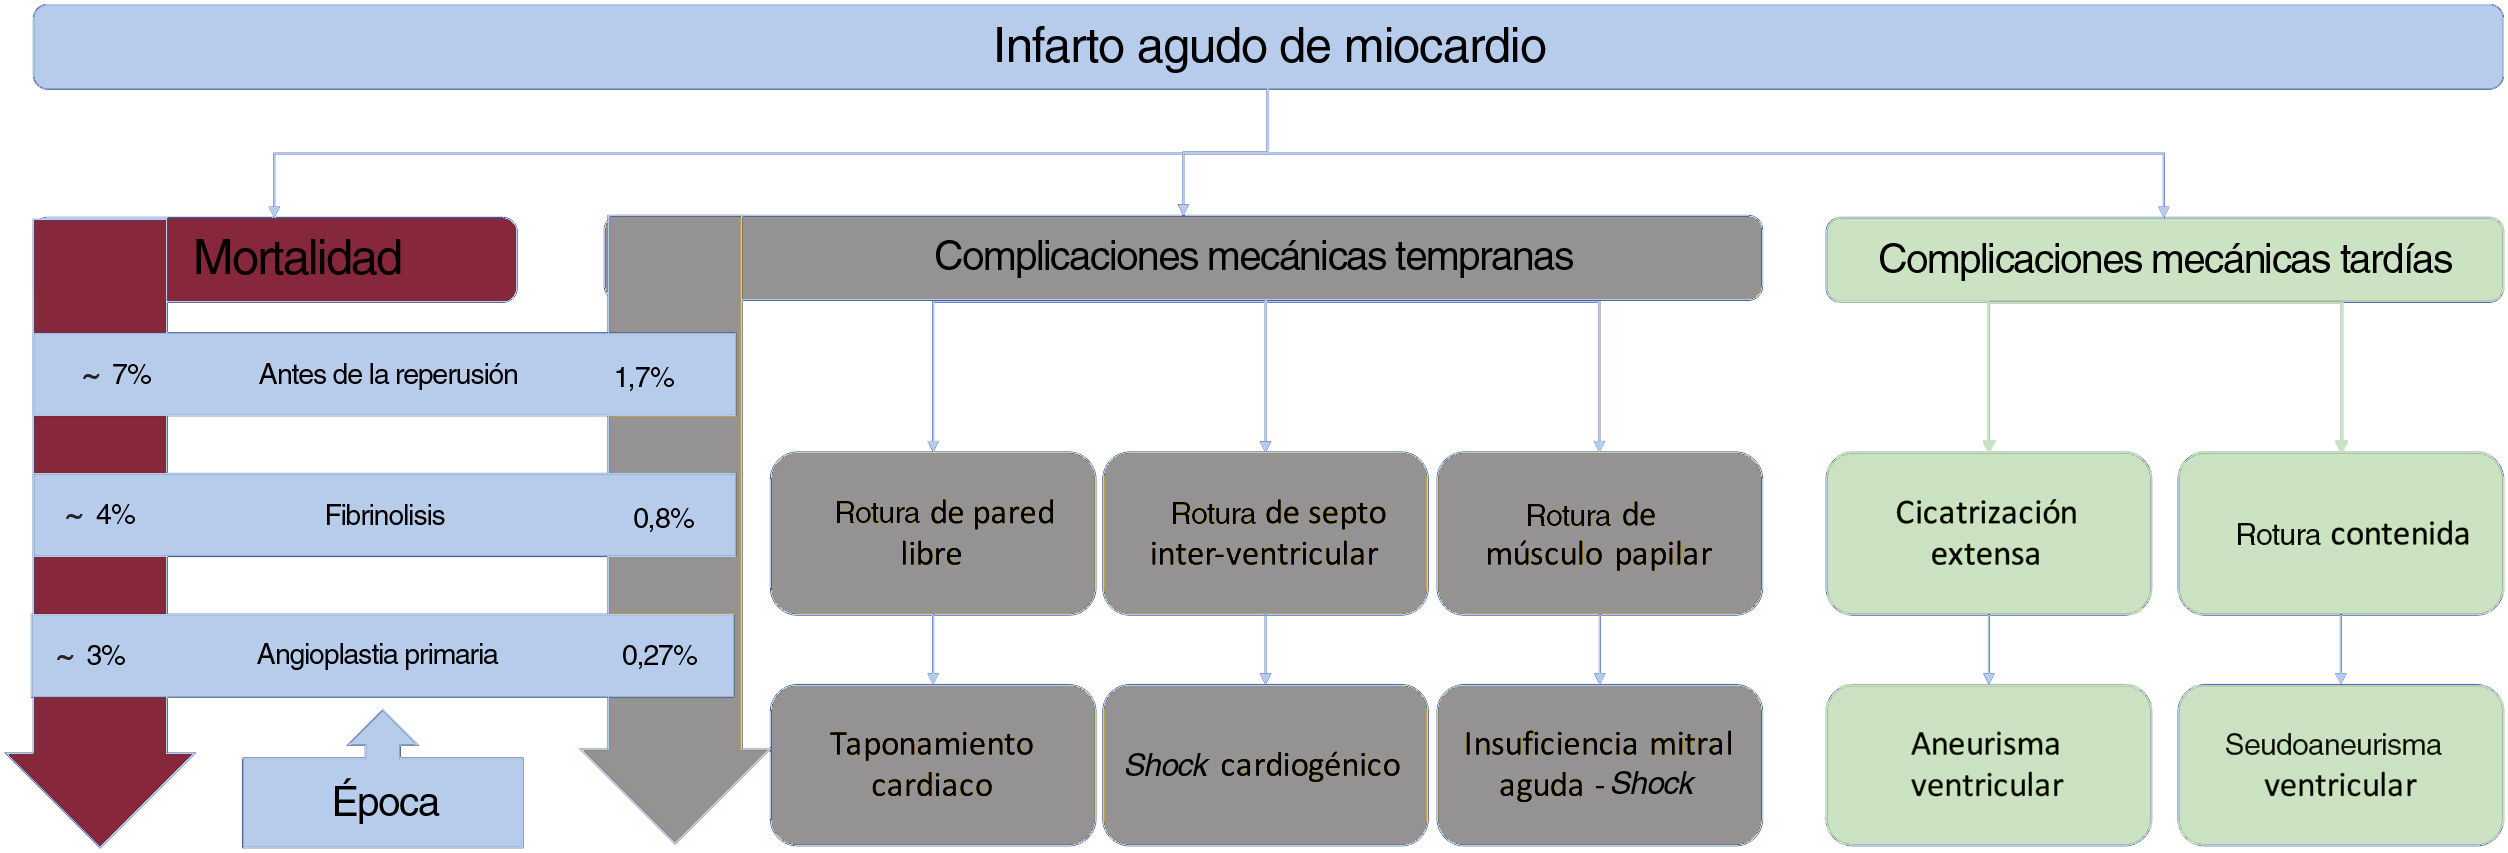 Infarto agudo de miocardio
Mortalidad
Complicaciones mecánicas tempranas
Complicaciones mecánicas tardías
~ 7% Antes de la reperusión 1,7%
~ 4% Fibrinolisis 0,8%
~ 3% Angioplastia primaria 0,27%
Época
Rotura de pared
libre
Rotura de septo
inter-ventricular
Rotura de
músculo papilar
Cicatrización
extensa
Rotura contenida
Taponamiento
cardiaco
Shock cardiogénico
Insuficiencia mitral
aguda - Shock
Aneurisma
ventricular
Seudoaneurisma
ventricular